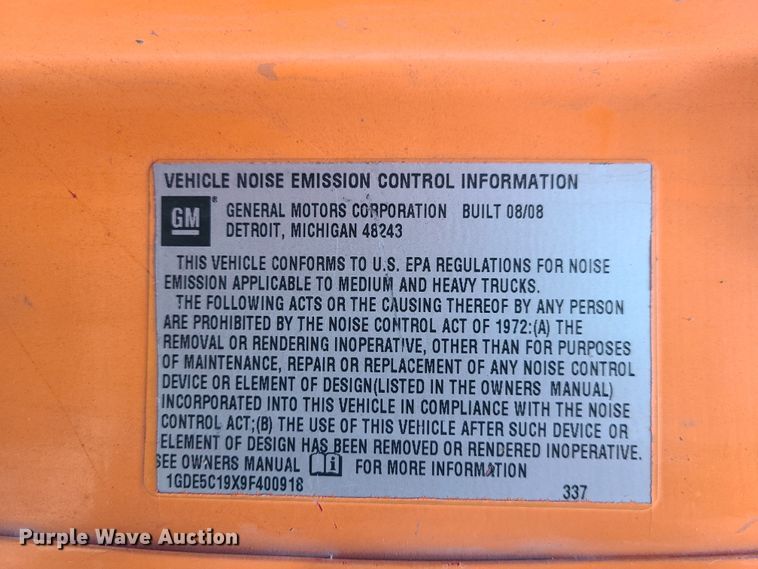 VEHICLE NOISE EMISSION CONTROL INFORMATION
GM ® GENERAL MOTORS CORPORATION BUILT 08/08
DETROIT, MICHIGAN 48243
THIS VEHICLE CONFORMS TO U.S. EPA REGULATIONS FOR NOISE
EMISSION APPLICABLE TO MEDIUM AND HEAVY TRUCKS.
THE FOLLOWING ACTS OR THE CAUSING THEREOF BY ANY PERSON
ARE PROHIBITED BY THE NOISE CONTROL ACT OF 1972:(A) THE
REMOVAL OR RENDERING INOPERATIVE, OTHER THAN FOR PURPOSES
OF MAINTENANCE, REPAIR OR REPLACEMENT OF ANY NOISE CONTROL
DEVICE OR ELEMENT OF DESIGN(LISTED IN THE OWNERS MANUAL)
INCORPORATED INTO THIS VEHICLE IN COMPLIANCE WITH THE NOISE
CONTROL ACT;(B) THE USE OF THIS VEHICLE AFTER SUCH DEVICE OR
ELEMENT OF DESIGN HAS BEEN REMOVED OR RENDERED INOPERATIVE.
SEE OWNERS MANUAL i FOR MORE INFORMATION
1GDE5C19X9F400918 337
Purple Wave Auction